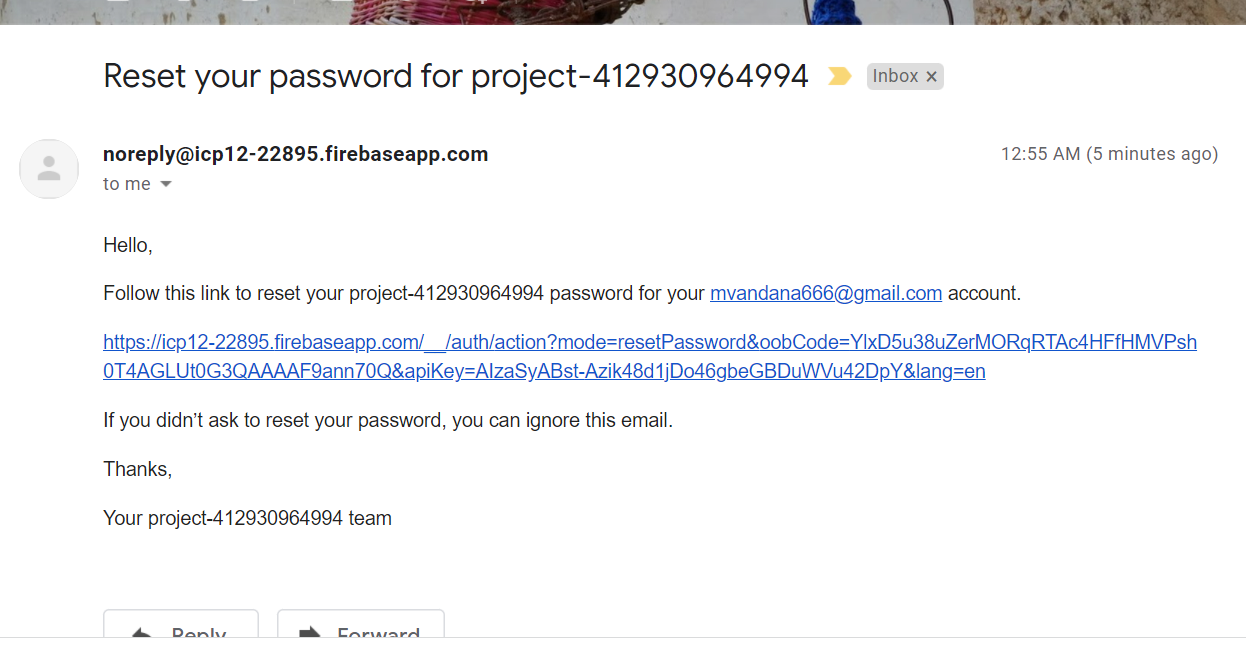 Reset your password for project-412930964994 Inbox ×
noreply@icp12-22895.firebaseapp.com 12:55 AM (5 minutes ago)
to me
Hello,
Follow this link to reset your project-412930964994 password for your mvandana666@gmail.com account.
https://icp12-22895.firebaseapp.com/__/auth/action?mode=resetPassword&oobCode=YlxD5u38uZerMORqRTAc4HFfHMVPsh
0T4AGLUt0G3QAAAAF9ann70Q&apiKey=AIzaSyABst-Azik48d1jDo46gbeGBDuWVu42DpY&lang=en
If you didn’t ask to reset your password, you can ignore this email.
Thanks,
Your project-412930964994 team
Reply Forward